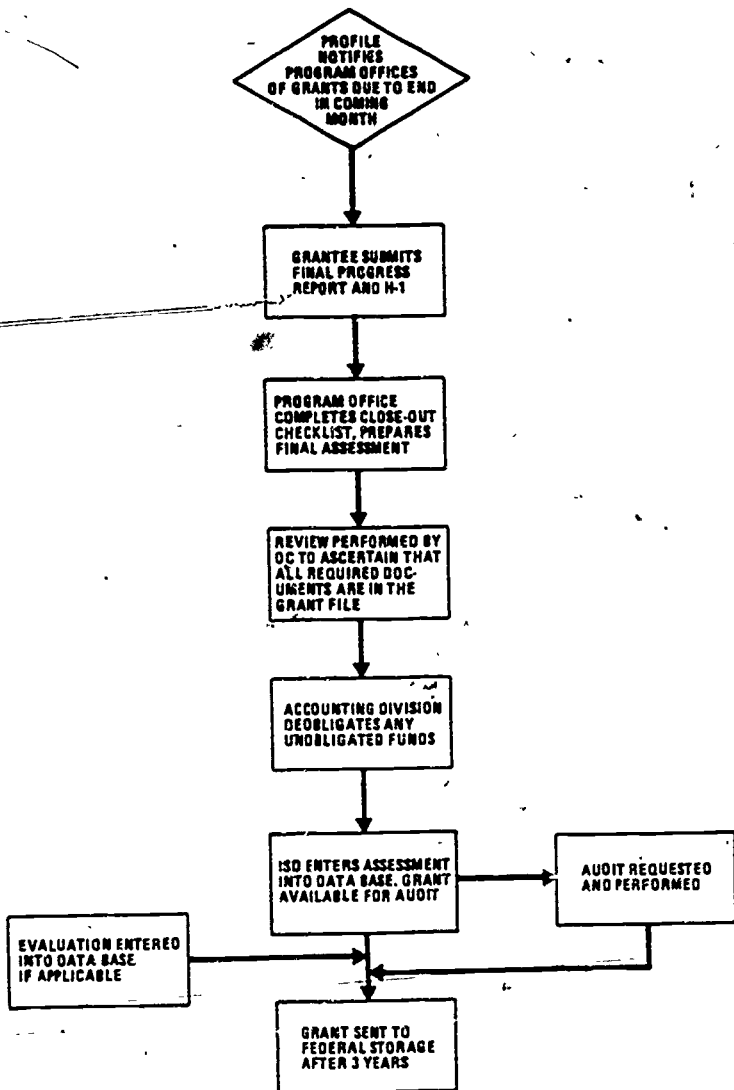 PROFILE
NOTIFIES
PROGRAM OFFICES
OF GRANTS DUE TO END
IN COMING
MONTH
GRANTEE SUBMITS
FINAL PROGRESS
REPORT AND H-1
PROGRAM OFFICE
COMPLETES CLOSE-OUT
CHECKLIST, PREPARES
FINAL ASSESSMENT
REVIEW PERFORMED BY
OC TO ASCERTAIN THAT
ALL REQUIRED DOC-
UMENTS ARE IN THE
GRANT FILE
ACCOUNTING DIVISION
DEOBLIGATES ANY
UNOBLIGATED FUNDS
ISD ENTERS ASSESSMENT
INTO DATA BASE. GRANT
AVAILABLE FOR AUDIT
AUDIT REQUESTED
AND PERFORMED
EVALUATION ENTERED
INTO DATA BASE
IF APPLICABLE
GRANT SENT TO
FEDERAL STORAGE
AFTER 3 YEARS